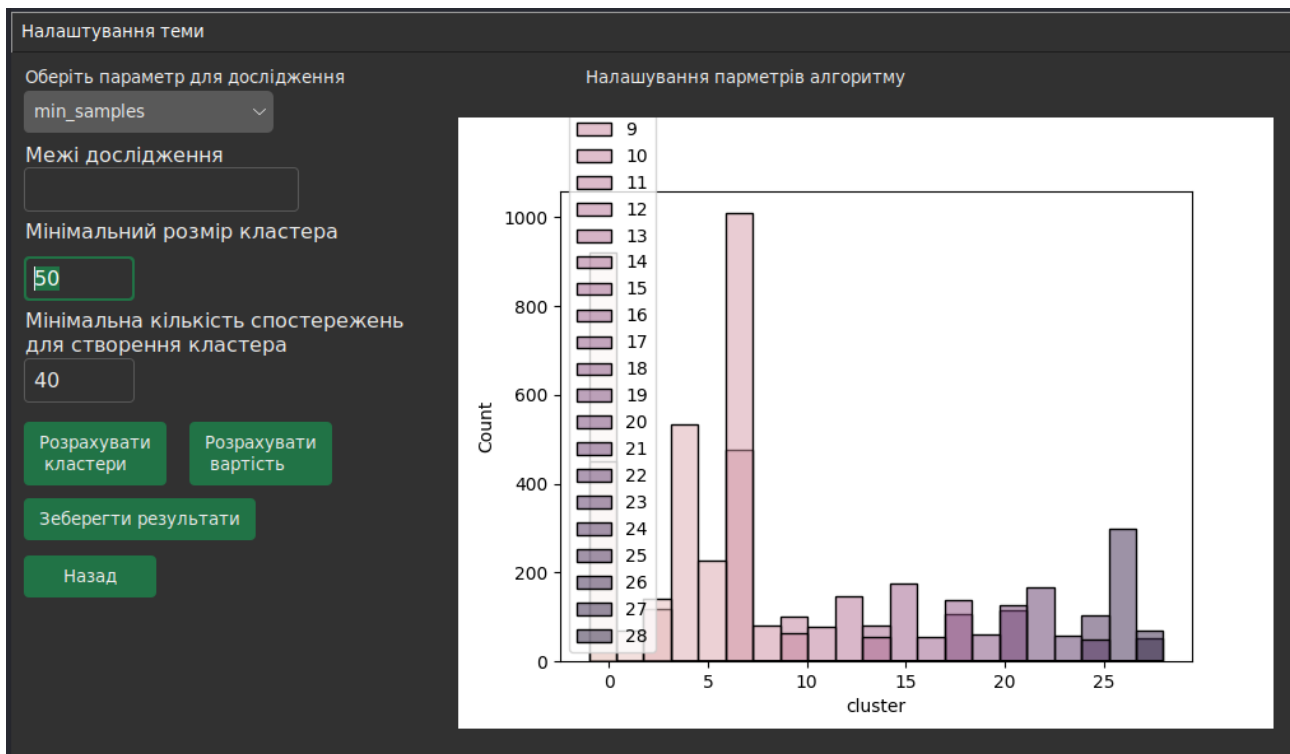 Налаштування теми
Оберіть параметр для дослідження
min_samples
Межі дослідження
Мінімальний розмір кластера
50
Мінімальна кількість спостережень
для створення кластера
40
Розрахувати
кластери
Розрахувати
вартість
Зеберегти результати
Назад
Налашування парметрів алгоритму
9
10
11
12
13
14
15
16
17
18
19
20
21
22
23
24
25
26
27
28
1000
800
600
400
200
0
Count
0 5 10 15 20 25
cluster